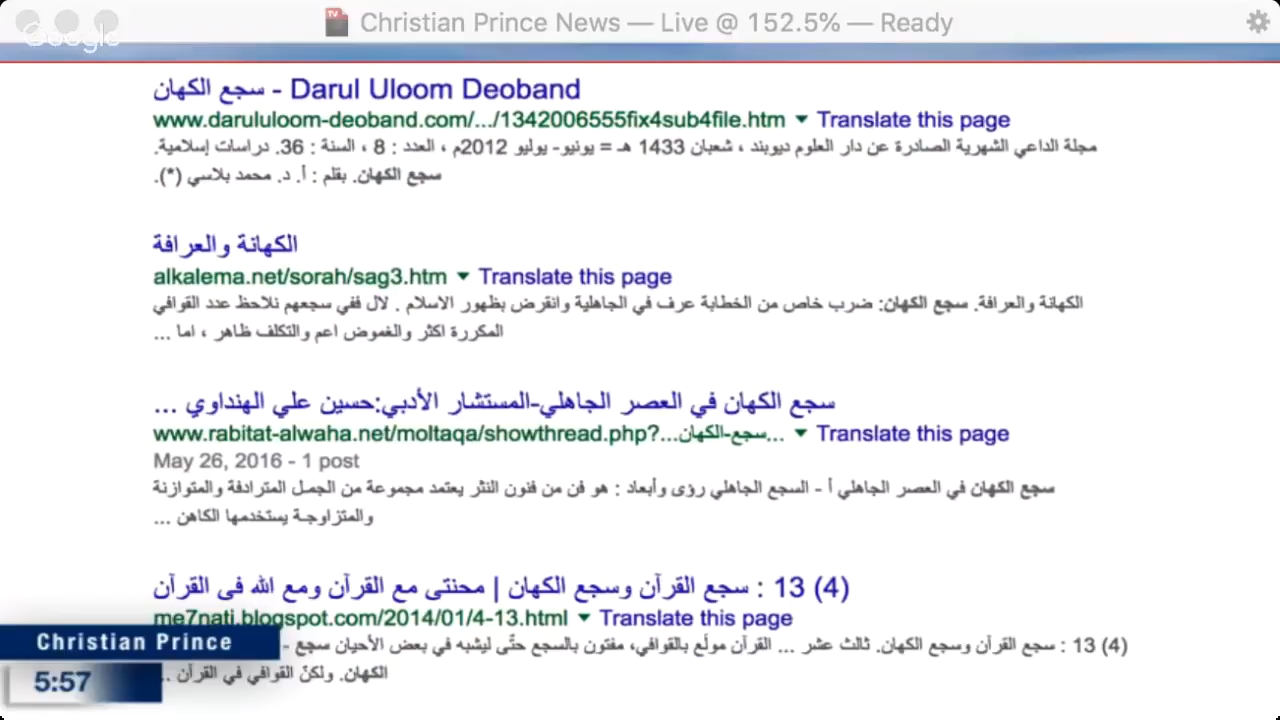 Christian Prince News — Live @ 152.5% — Ready
Google
سجع الكهان - Darul Uloom Deoband
www.darululoom-deoband.com/.../1342006555fix4sub4file.htm ▼ Translate this page
مجلة الداعي الشهرية الصادرة عن دار العلوم ديوبند ، شعبان 1433 هـ = يونيو- يوليو 2012م ، العدد : 8 ، السنة : 36. دراسات إسلامية.
سجع الكهان. بقلم : أ. د. محمد بلاسي (*).
الكهانة والعرافة
alkalema.net/sorah/sag3.htm ▼ Translate this page
الكهانة والعرافة. سجع الكهان: ضرب خاص من الخطابة عرف في الجاهلية وانقرض بظهور الاسلام . لال ففي سجعهم نلاحظ عدد القوافي
المكررة اكثر والغموض اعم والتكلف ظاهر ، اما ...
سجع الكهان في العصر الجاهلي-المستشار الأدبي:حسين علي الهنداوي ...
www.rabitat-alwaha.net/moltaqa/showthread.php?...سجع-الكهان... ▼ Translate this page
May 26, 2016 - 1 post
سجع الكهان في العصر الجاهلي أ - السجع الجاهلي رؤى وأبعاد : هو فن من فنون النثر يعتمد مجموعة من الجمل المترادفة والمتوازنة
والمتزاوجة يستخدمها الكاهن ...
(4) 13 : سجع القرآن وسجع الكهان | محنتى مع القرآن ومع الله فى القرآن
me7nati.blogspot.com/2014/01/4-13.html ▼ Translate this page
(4) 13 : سجع القرآن وسجع الكهان. ثالث عشر ... القرآن مولّع بالقوافي، مفتون بالسجع حتّى ليشبه في بعض الأحيان سجع -
الكهان. ولكنّ القوافي في القرآن ..
Christian Prince
5:57